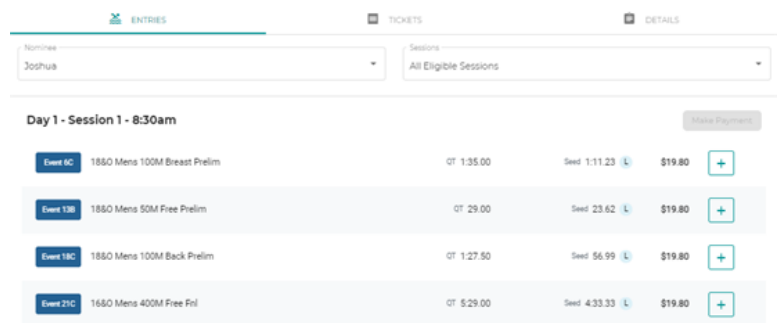 ENTRIES TICKETS DETAILS
Nominee Sessions
Joshua All Eligible Sessions
Day 1 - Session 1 - 8:30am Make Payment
Event 6C 18&O Mens 100M Breast Prelim QT 1:35.00 Seed 1:11.23 L $19.80 +
Event 13B 18&O Mens 50M Free Prelim QT 29.00 Seed 23.62 L $19.80 +
Event 18C 18&O Mens 100M Back Prelim QT 1:27.50 Seed 56.99 L $19.80 +
Event 21C 16&O Mens 400M Free Fnl QT 5:29.00 Seed 4:33.33 L $19.80 +